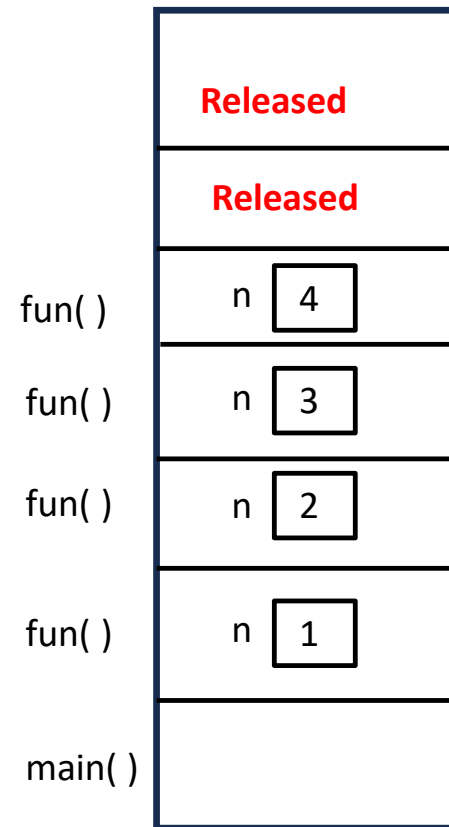 Released
Released
fun( ) n 4
fun( ) n 3
fun( ) n 2
fun( ) n 1
main( )